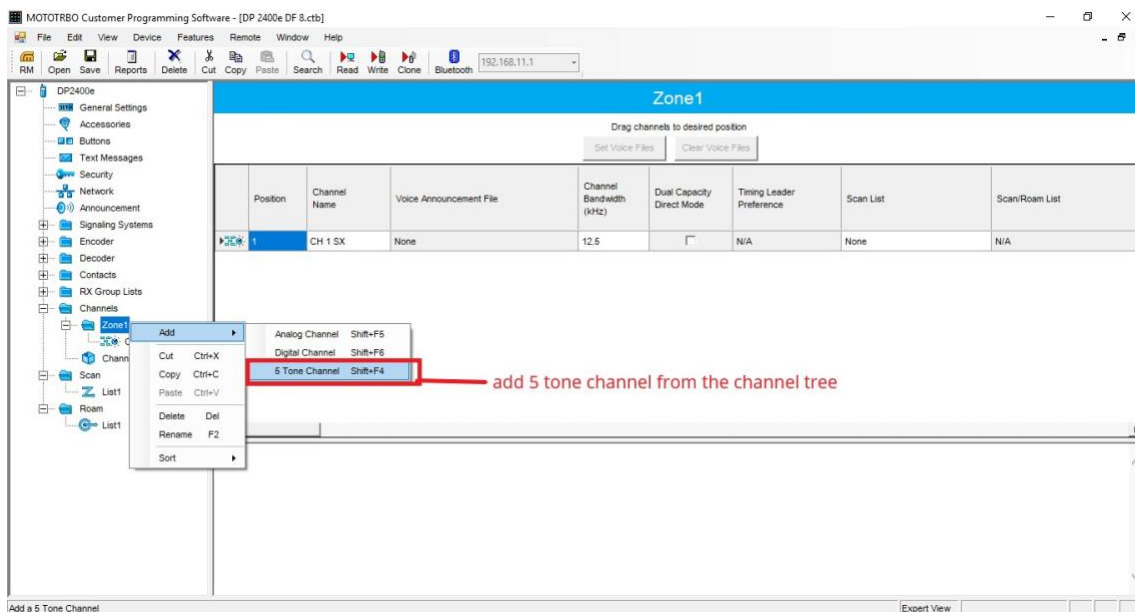 MOTOTRBO Customer Programming Software - [DP 2400e DF 8.ctb]
File Edit View Device Features Remote Window Help
RM Open Save Reports Delete Cut Copy Paste Search Read Write Clone Bluetooth 192.168.11.1
DP2400e
General Settings
Accessories
Buttons
Text Messages
Security
Network
Announcement
Signaling Systems
Encoder
Decoder
Contacts
RX Group Lists
Channels
Zone1
C
Chann
Scan
List1
Roam
List1
Add
Cut Ctrl+X
Copy Ctrl+C
Paste Ctrl+V
Delete Del
Rename F2
Sort
Analog Channel Shift+F5
Digital Channel Shift+F6
5 Tone Channel Shift+F4
add 5 tone channel from the channel tree
Zone1
Drag channels to desired position
Set Voice Files Clear Voice Files
Position
Channel
Name
Voice Announcement File
Channel
Bandwidth
(kHz)
Dual Capacity
Direct Mode
Timing Leader
Preference
Scan List
Scan/Roam List
1 CH 1 SX None 12.5 N/A None N/A
Add a 5 Tone Channel
Expert View